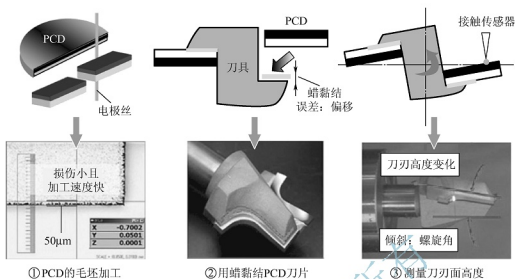 PCD
电极丝
损伤小且
加工速度快
50μm
X -0.7002
Y 0.0501
Z 0.0001
①PCD的毛坯加工
PCD
刀具
蜡黏结
误差：偏移
②用蜡黏结PCD刀片
接触传感器
刀刃高度变化
倾斜：螺旋角
③测量刀刃面高度